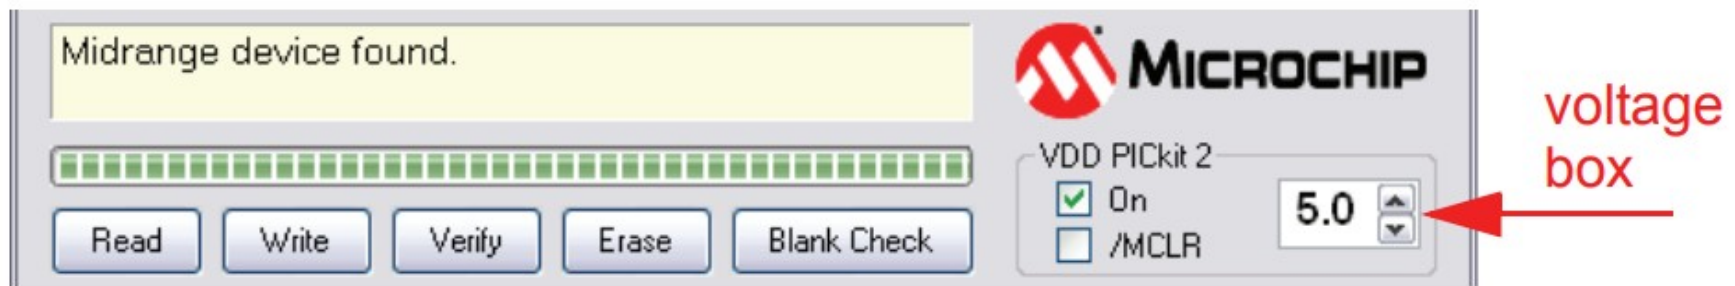 Midrange device found.
MICROCHIP
voltage
box
VDD PICkit 2
On
5.0
/MCLR
Read Write Verify Erase Blank Check